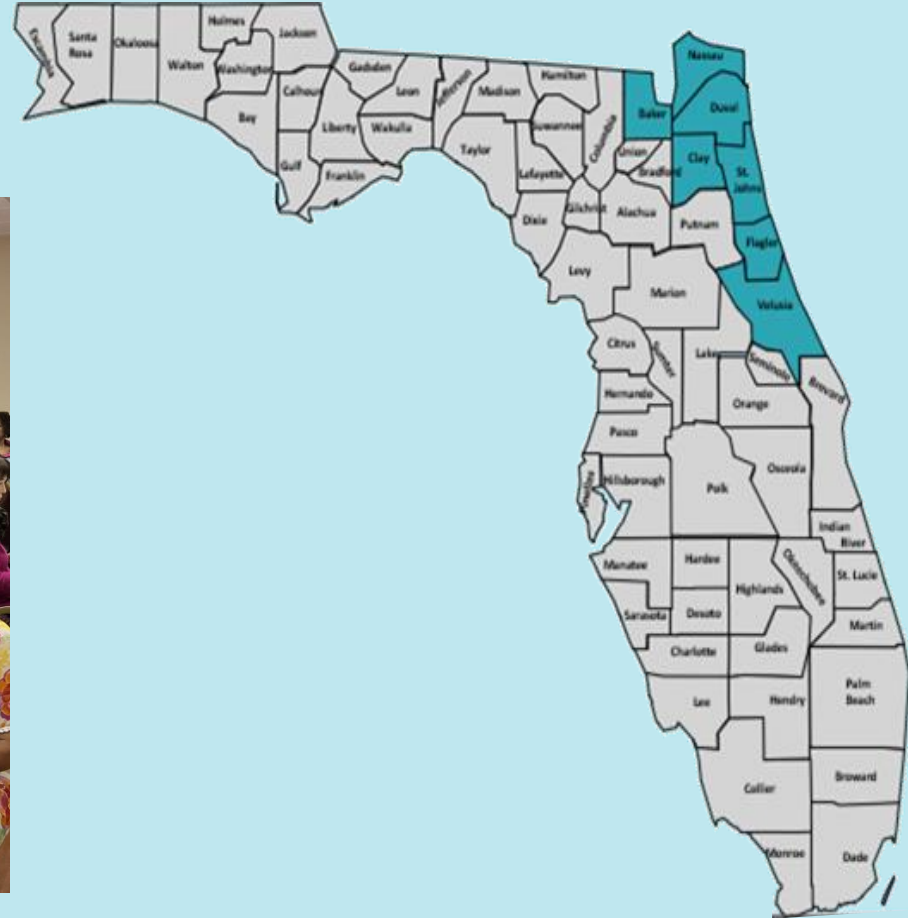 Escambia
Santa
Rosa
Okaloosa
Walton
Holmes
Washington
Jackson
Bay
Calhoun
Gulf
Liberty
Franklin
Gadsden
Leon
Wakulla
Jefferson
Madison
Taylor
Hamilton
Suwannee
Lafayette
Dixie
Columbia
Gilchrist
Baker
Union
Bradford
Alachua
Levy
Nassau
Duval
Clay
St.
Johns
Putnam
Flagler
Marion
Volusia
Citrus
Sumter
Lake
Seminole
Hernando
Orange
Brevard
Pasco
Pinellas
Hillsborough
Polk
Osceola
Indian
River
Manatee
Hardee
Highlands
Okeechobee
St. Lucie
Sarasota
Desoto
Martin
Charlotte
Glades
Lee
Hendry
Palm
Beach
Collier
Broward
Monroe
Dade